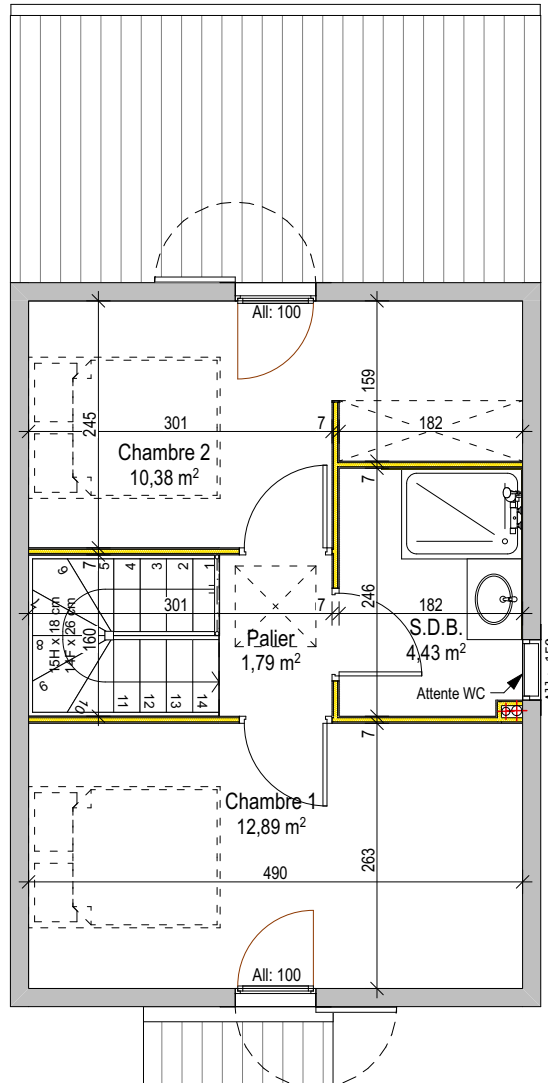 All: 100
159
245
301
7
182
Chambre 2
10,38 m²
7
7
5
4
3
2
1
6
301
7
246
182
15H x 18 cm
14F x 26 cm
160
8
Palier
1,79 m²
S.D.B.
4,43 m²
Attente WC
9
10
11
12
13
14
7
Chambre 1
12,89 m²
263
490
All: 100